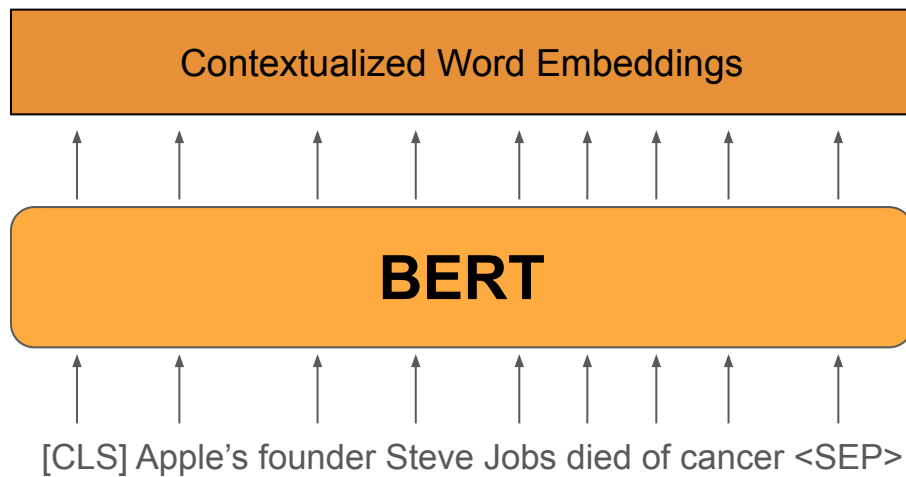 Contextualized Word Embeddings
BERT
[CLS] Apple’s founder Steve Jobs died of cancer <SEP>